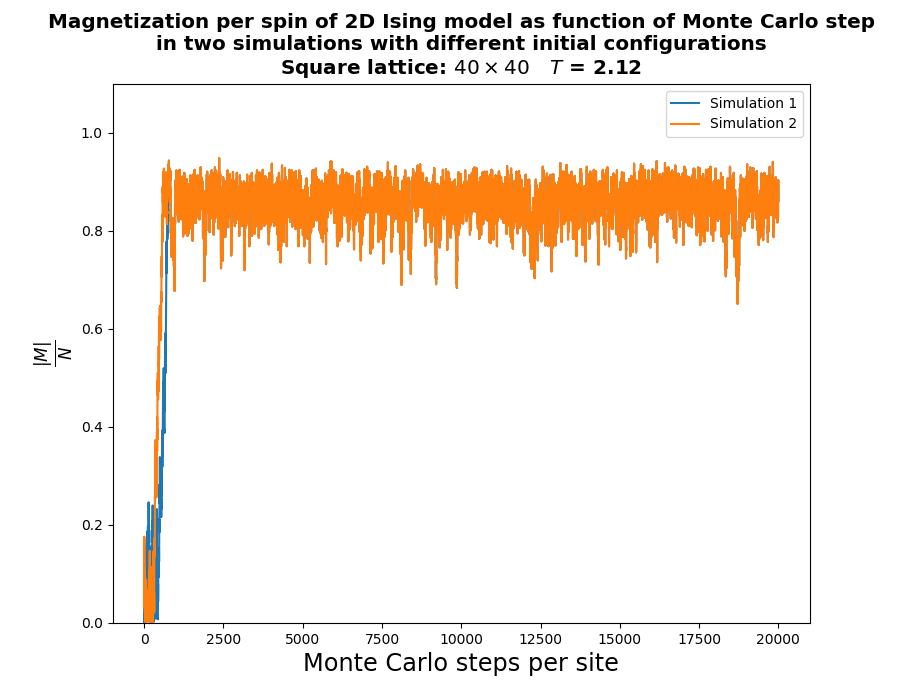 Magnetization per spin of 2D Ising model as function of Monte Carlo step
in two simulations with different initial configurations
Square lattice: 40 × 40 T = 2.12
Simulation 1
Simulation 2
1.0
0.8
0.6
0.4
0.2
0.0
|M|
N
0 2500 5000 7500 10000 12500 15000 17500 20000
Monte Carlo steps per site